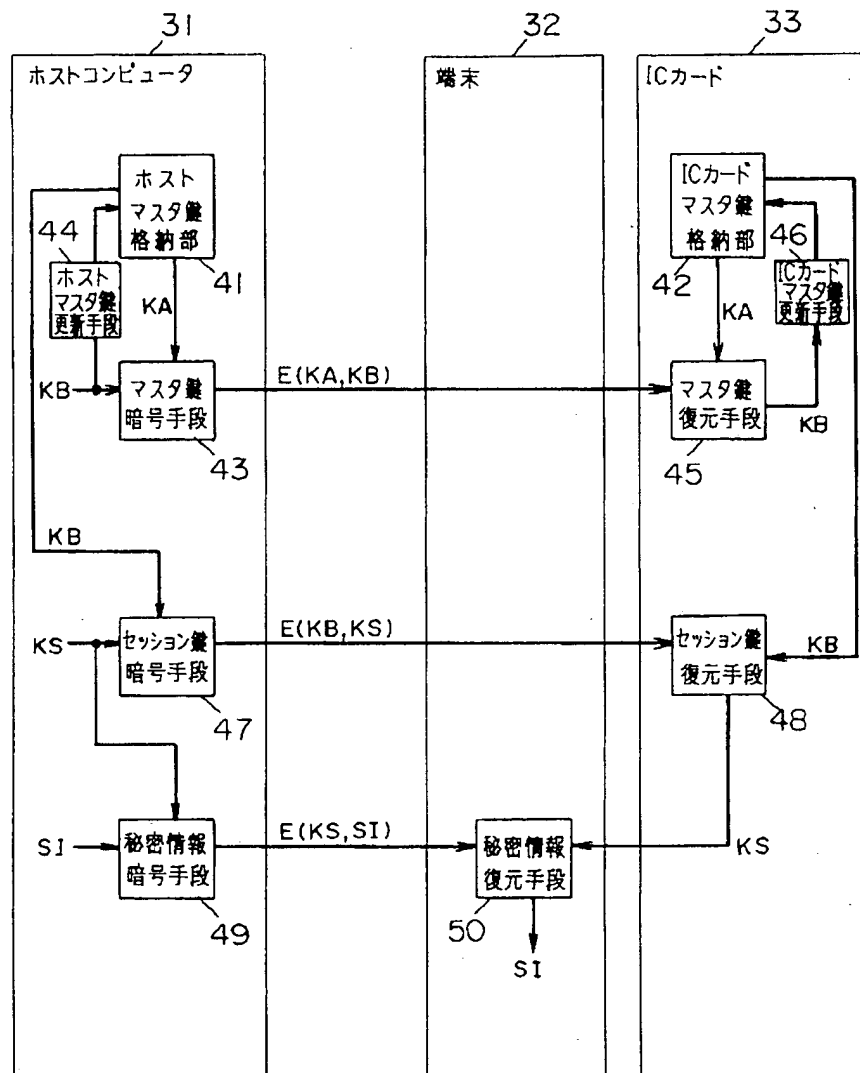 31
32
33
ホストコンピュータ
端末
ICカード
ホスト
マスタ鍵
格納部
ICカード
マスタ鍵
格納部
44
46
ホスト
マスタ鍵
更新手段
41
42
ICカード
マスタ鍵
更新手段
KA
KA
KB
マスタ鍵
暗号手段
E(KA,KB)
マスタ鍵
復元手段
KB
43
45
KB
KS
セッション鍵
暗号手段
E(KB,KS)
セッション鍵
復元手段
KB
47
48
SI
秘密情報
暗号手段
E(KS,SI)
秘密情報
復元手段
KS
49
50
SI